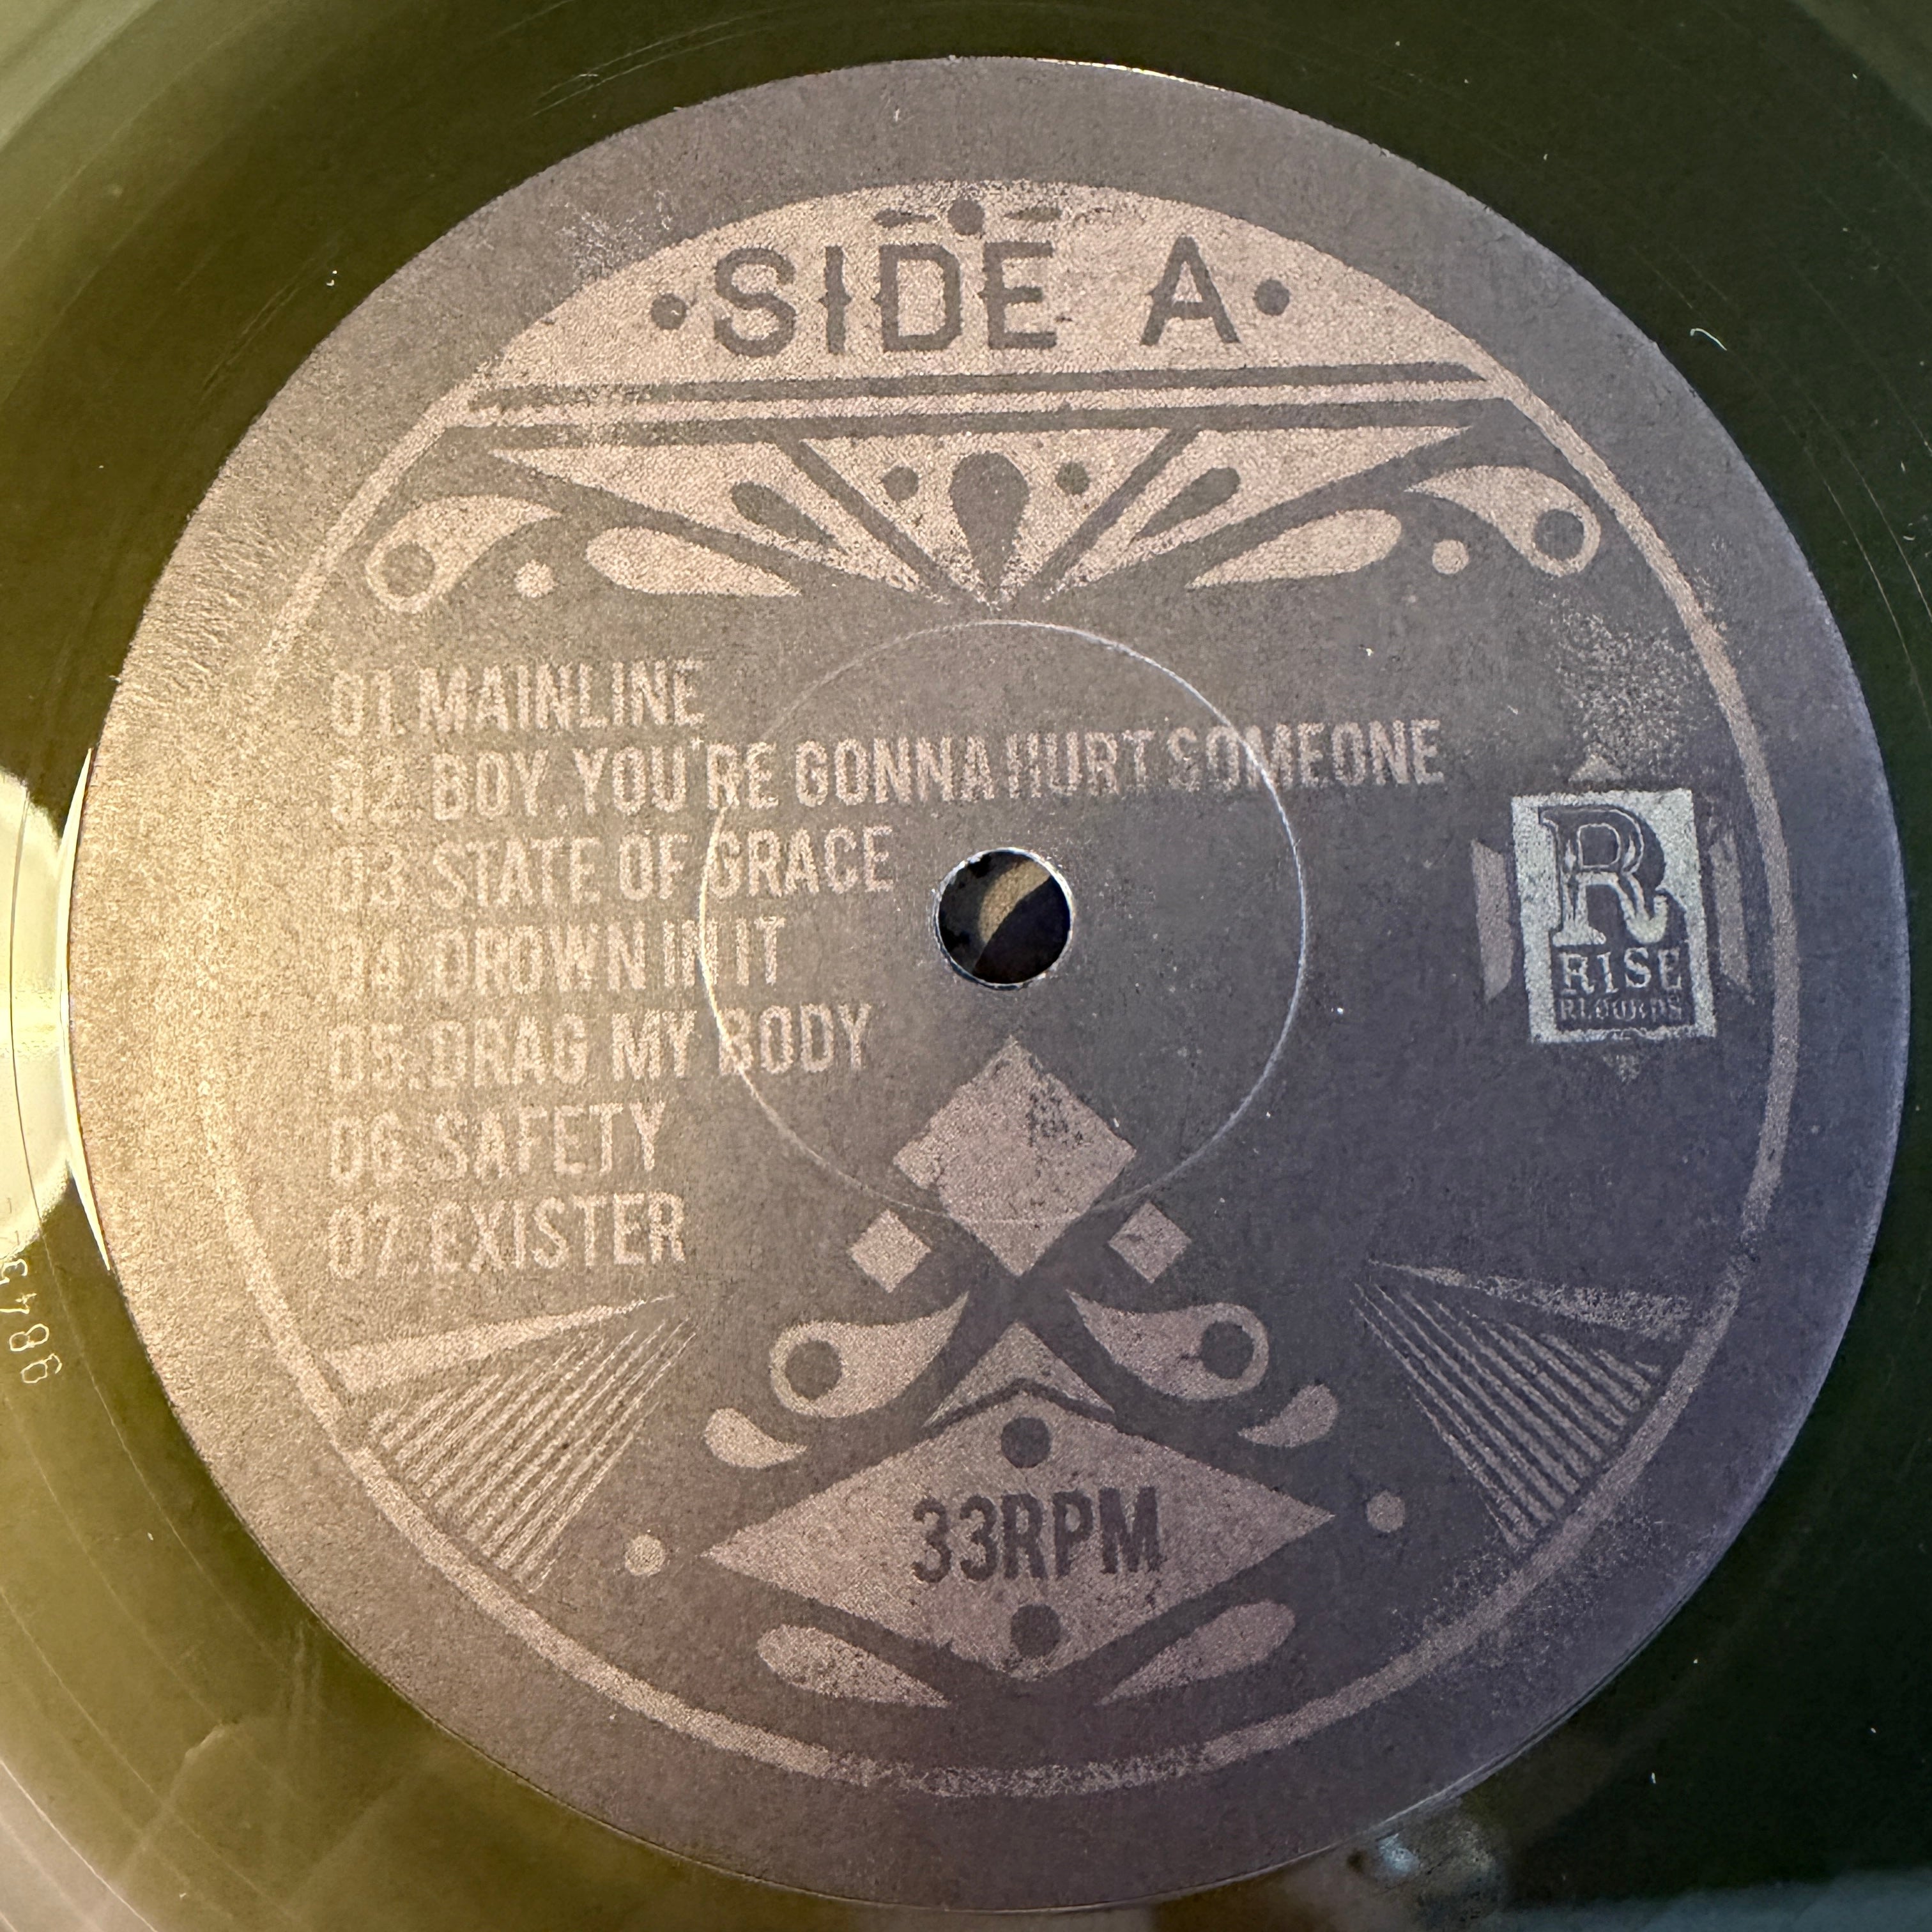 •SIDE A•
01.MAINLINE
02. BOY, YOU'RE GONNA HURT SOMEONE
03. STATE OF GRACE
04. DROWN IN IT
05. DRAG MY BODY
06. SAFETY
07. EXISTER
R
RISE
RECORDS
33RPM